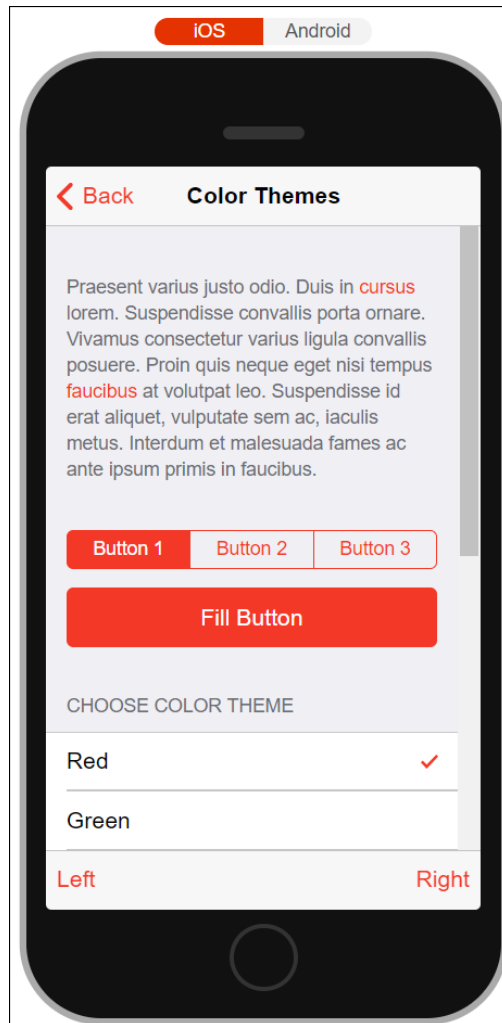 iOS Android
Back Color Themes
Praesent varius justo odio. Duis in cursus
lorem. Suspendisse convallis porta ornare.
Vivamus consectetur varius ligula convallis
posuere. Proin quis neque eget nisi tempus
faucibus at volutpat leo. Suspendisse id
erat aliquet, vulputate sem ac, iaculis
metus. Interdum et malesuada fames ac
ante ipsum primis in faucibus.
Button 1 Button 2 Button 3
Fill Button
CHOOSE COLOR THEME
Red
Green
Left Right